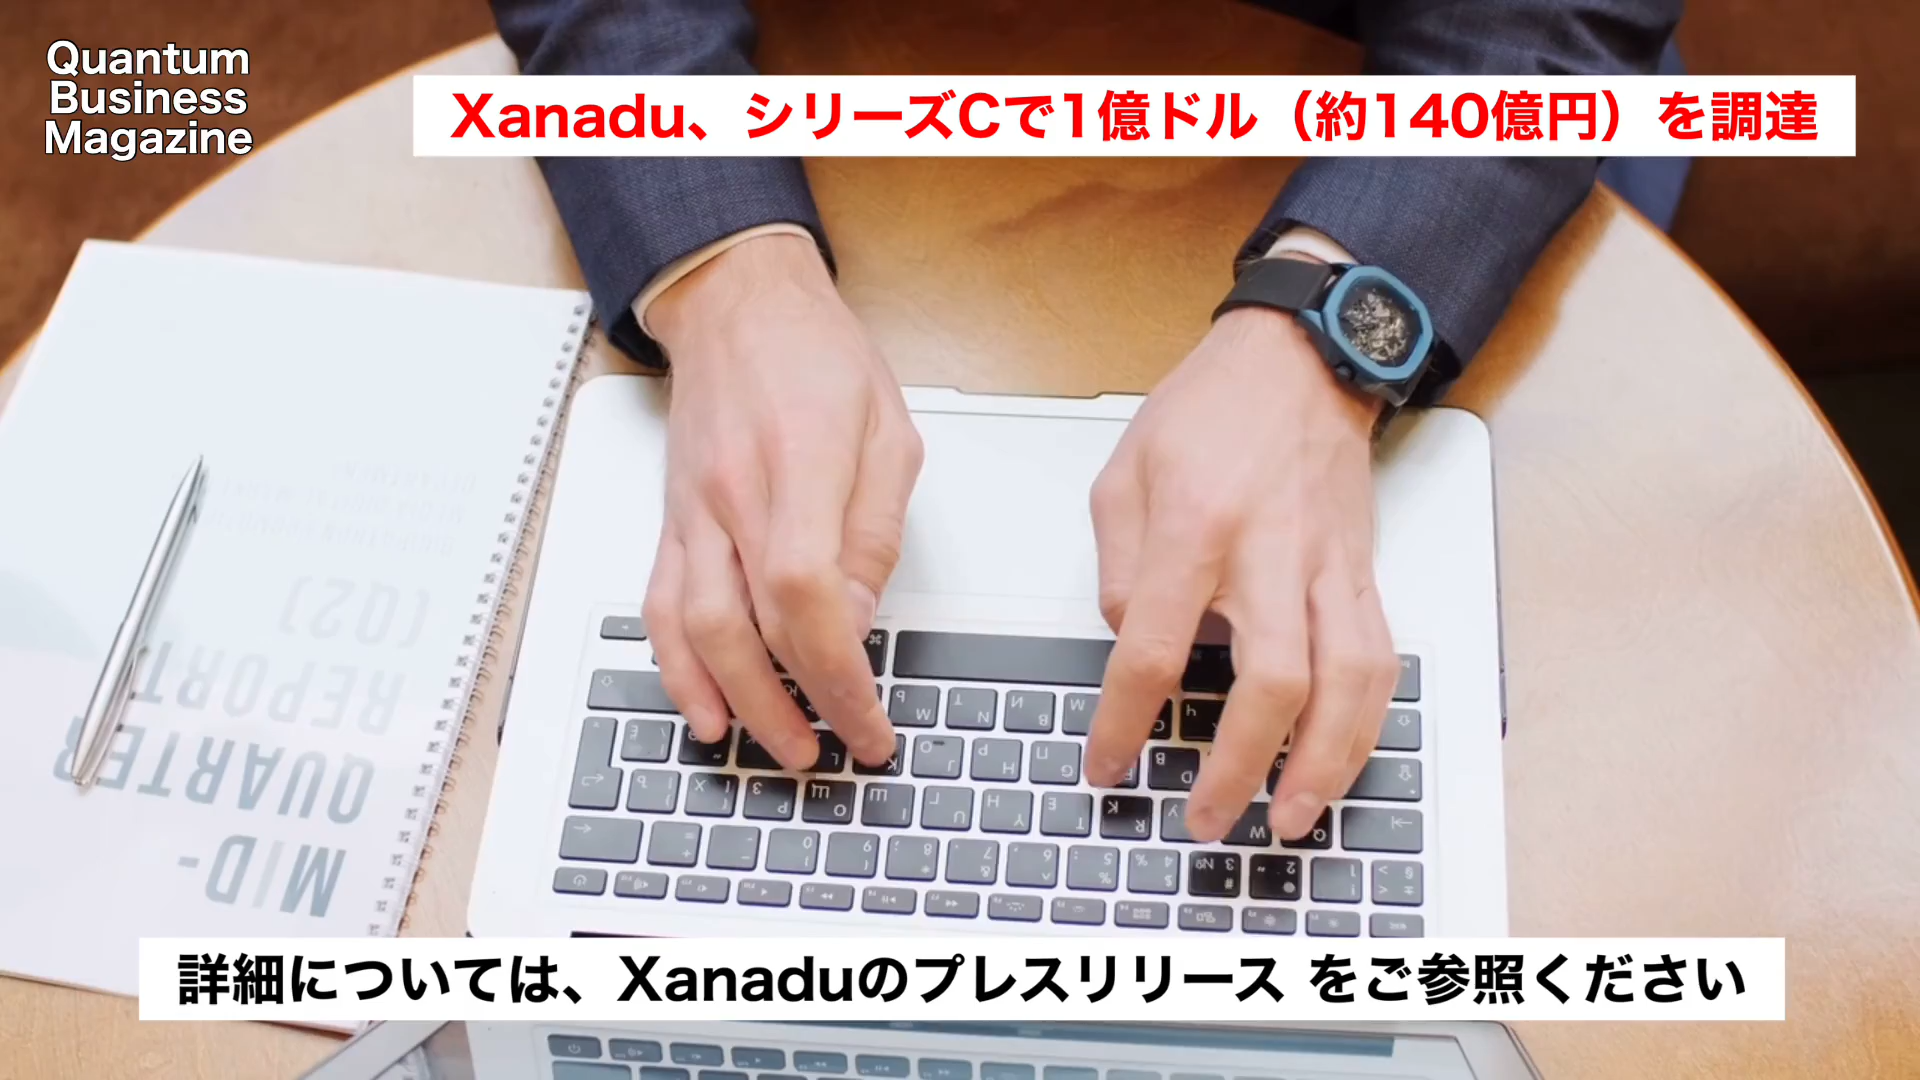 Quantum
Business
Magazine
Xanadu、シリーズCで1億ドル（約140億円）を調達
(Q2)
REPORT
QUARTER
MID-
詳細については、Xanaduのプレスリリース をご参照ください